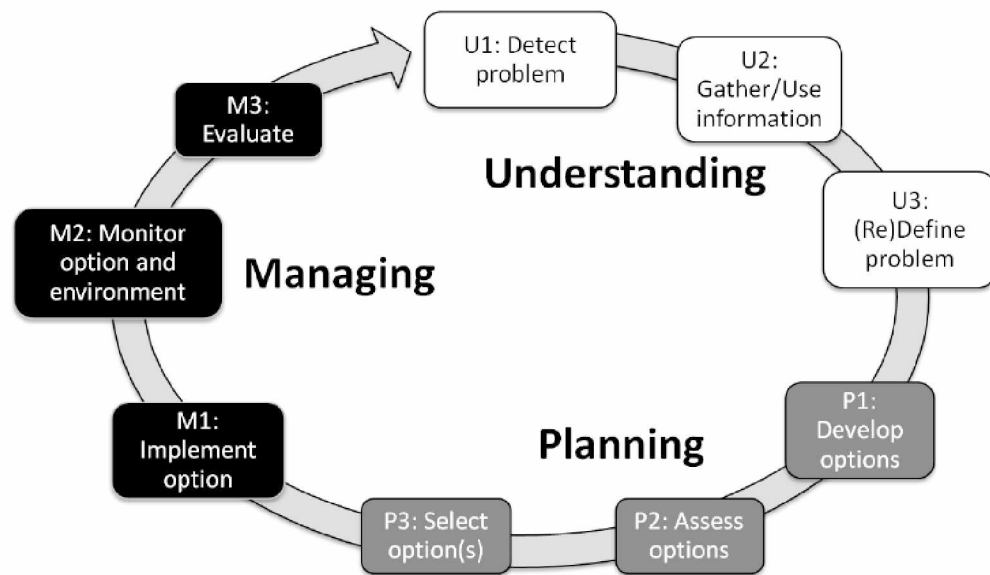 U1: Detect
problem
U2:
Gather/Use
information
Understanding
U3:
(Re)Define
problem
P1:
Develop
options
Planning
P2: Assess
options
P3: Select
option(s)
M1:
Implement
option
Managing
M2: Monitor
option and
environment
M3:
Evaluate